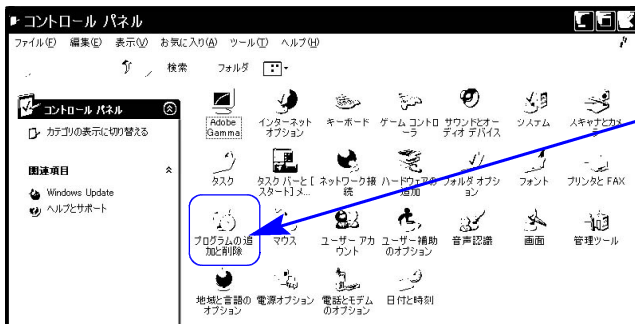 コントロール パネル
ファイル(F) 編集(E) 表示(V) お気に入り(A) ツール(T) ヘルプ(H)
検索 フォルダ
コントロール パネル
カテゴリの表示に切り替える
関連項目
Windows Update
ヘルプとサポート
Adobe Gamma
インターネット オプション
キーボード
ゲーム コントローラ
サウンドとオーディオ デバイス
システム
スキャナとカメラ
タスク
タスク バーと [スタート] メ...
ネットワーク接続
ハードウェアの追加
フォルダ オプション
フォント
プリンタと FAX
プログラムの追加と削除
マウス
ユーザー アカウント
ユーザー補助のオプション
音声認識
画面
管理ツール
地域と言語のオプション
電源オプション
電話とモデムのオプション
日付と時刻